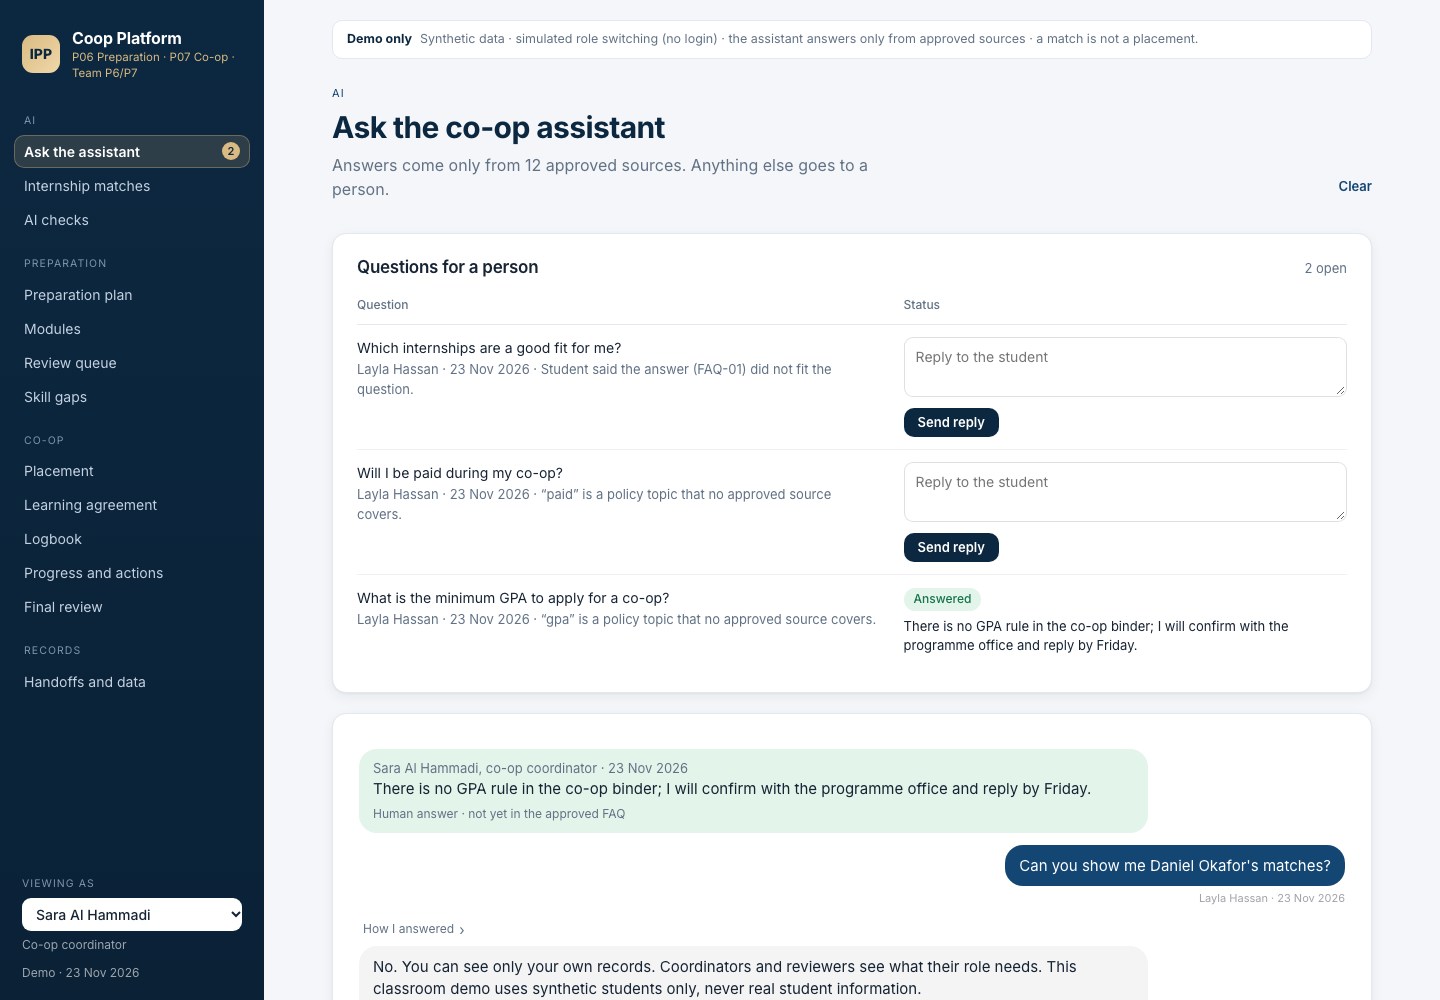 IPP
Coop Platform
P06 Preparation · P07 Co-op ·
Team P6/P7
AI
Ask the assistant
2
Internship matches
AI checks
PREPARATION
Preparation plan
Modules
Review queue
Skill gaps
CO-OP
Placement
Learning agreement
Logbook
Progress and actions
Final review
RECORDS
Handoffs and data
VIEWING AS
Sara Al Hammadi
Co-op coordinator
Demo · 23 Nov 2026
Demo only Synthetic data · simulated role switching (no login) · the assistant answers only from approved sources · a match is not a placement.
AI
Ask the co-op assistant
Answers come only from 12 approved sources. Anything else goes to a
person.
Clear
Questions for a person
2 open
Question
Status
Which internships are a good fit for me?
Layla Hassan · 23 Nov 2026 · Student said the answer (FAQ-01) did not fit the
question.
Reply to the student
Send reply
Will I be paid during my co-op?
Layla Hassan · 23 Nov 2026 · “paid” is a policy topic that no approved source
covers.
Reply to the student
Send reply
What is the minimum GPA to apply for a co-op?
Layla Hassan · 23 Nov 2026 · “gpa” is a policy topic that no approved source covers.
Answered
There is no GPA rule in the co-op binder; I will confirm with the
programme office and reply by Friday.
Sara Al Hammadi, co-op coordinator · 23 Nov 2026
There is no GPA rule in the co-op binder; I will confirm with the programme office and reply by Friday.
Human answer · not yet in the approved FAQ
Can you show me Daniel Okafor's matches?
Layla Hassan · 23 Nov 2026
How I answered ›
No. You can see only your own records. Coordinators and reviewers see what their role needs. This
classroom demo uses synthetic students only, never real student information.